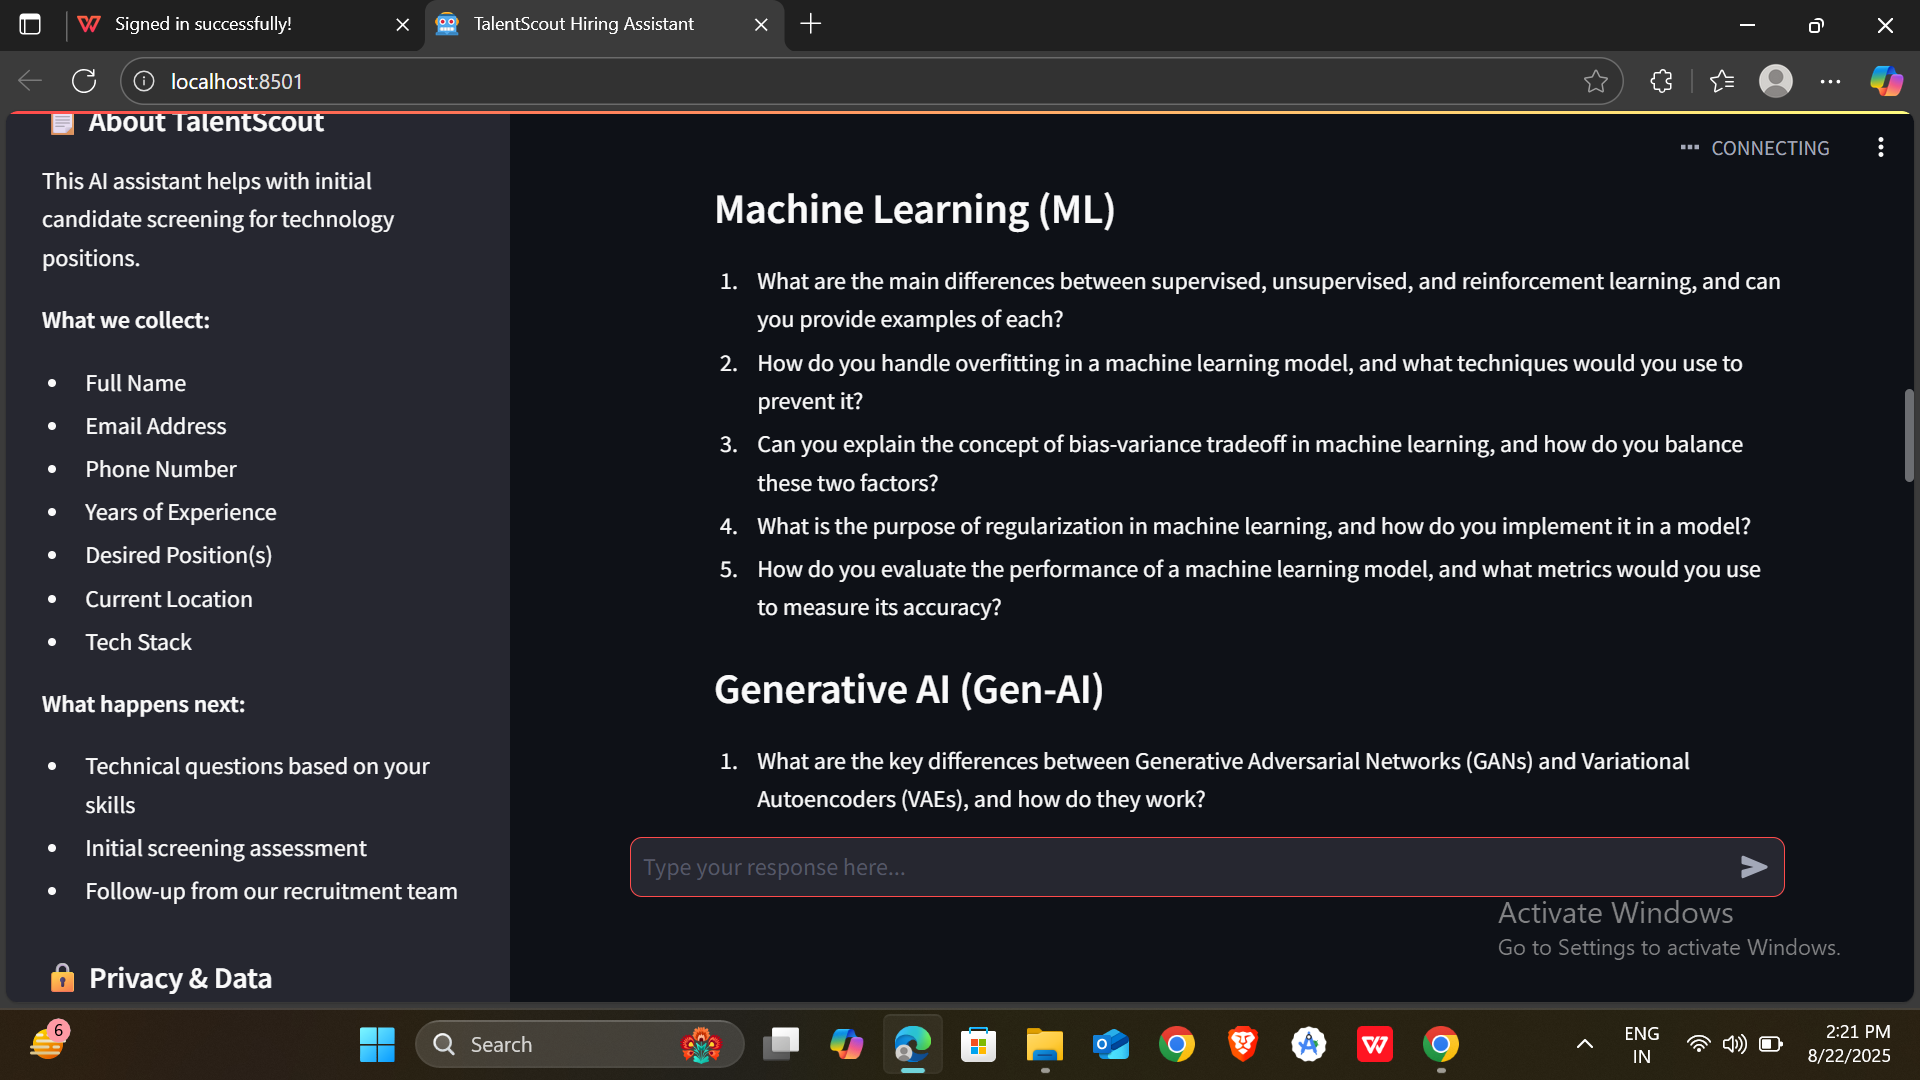 Signed in successfully!
TalentScout Hiring Assistant
localhost:8501
About TalentScout
This AI assistant helps with initial
candidate screening for technology
positions.
What we collect:
• Full Name
• Email Address
• Phone Number
• Years of Experience
• Desired Position(s)
• Current Location
• Tech Stack
What happens next:
• Technical questions based on your
skills
• Initial screening assessment
• Follow-up from our recruitment team
Privacy & Data
CONNECTING
Machine Learning (ML)
1. What are the main differences between supervised, unsupervised, and reinforcement learning, and can
you provide examples of each?
2. How do you handle overfitting in a machine learning model, and what techniques would you use to
prevent it?
3. Can you explain the concept of bias-variance tradeoff in machine learning, and how do you balance
these two factors?
4. What is the purpose of regularization in machine learning, and how do you implement it in a model?
5. How do you evaluate the performance of a machine learning model, and what metrics would you use
to measure its accuracy?
Generative AI (Gen-AI)
1. What are the key differences between Generative Adversarial Networks (GANs) and Variational
Autoencoders (VAEs), and how do they work?
Type your response here...
Activate Windows
Go to Settings to activate Windows.
6
Search
ENG
IN
2:21 PM
8/22/2025